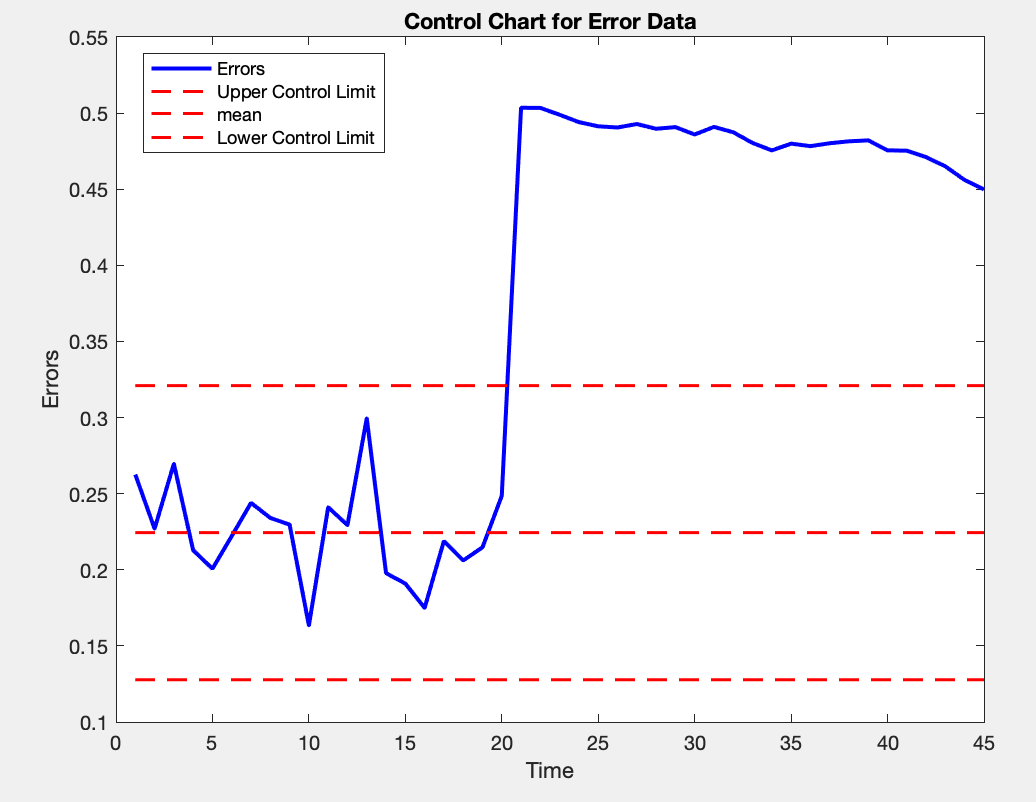 Control Chart for Error Data
0.55
0.5
0.45
0.4
0.35
0.3
0.25
0.2
0.15
0.1
Errors
Errors
Upper Control Limit
mean
Lower Control Limit
0 5 10 15 20 25 30 35 40 45
Time